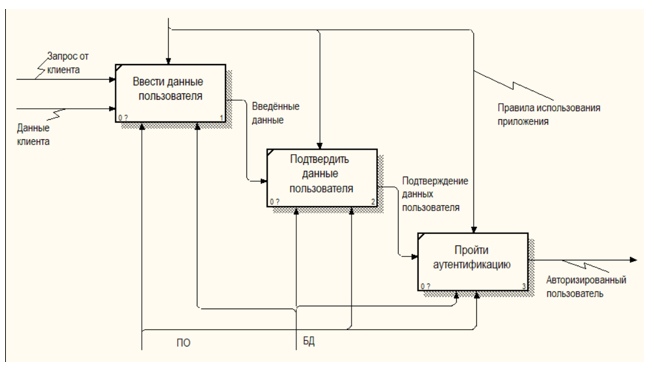 Запрос от
клиента
Данные
клиента
Ввести данные
пользователя
0 ?
1
Введённые
данные
Подтвердить
данные
пользователя
0 ?
2
Подтверждение
данных
пользователя
Правила использования
приложения
Пройти
аутентификацию
0 ?
3
Авторизированный
пользователь
ПО
БД